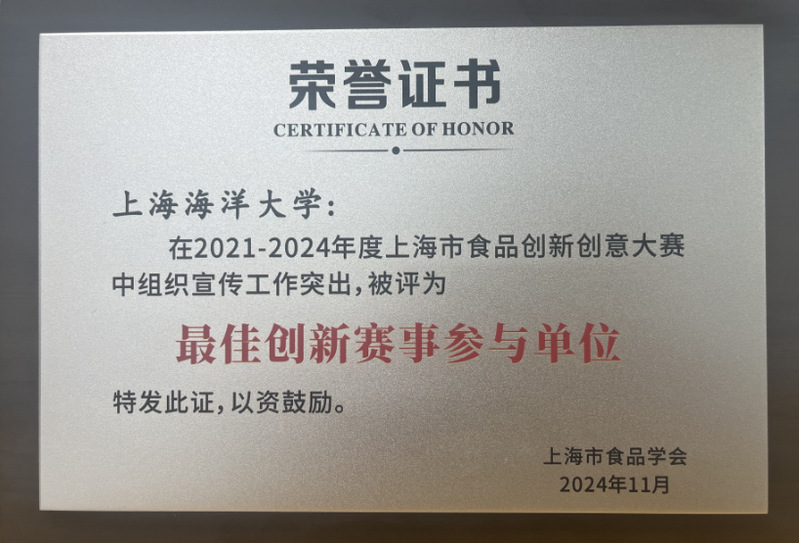 荣誉证书
CERTIFICATE OF HONOR
上海海洋大学:
在2021-2024年度上海市食品创新创意大赛
中组织宣传工作突出,被评为
最佳创新赛事参与单位
特发此证,以资鼓励。
上海市食品学会
2024年11月